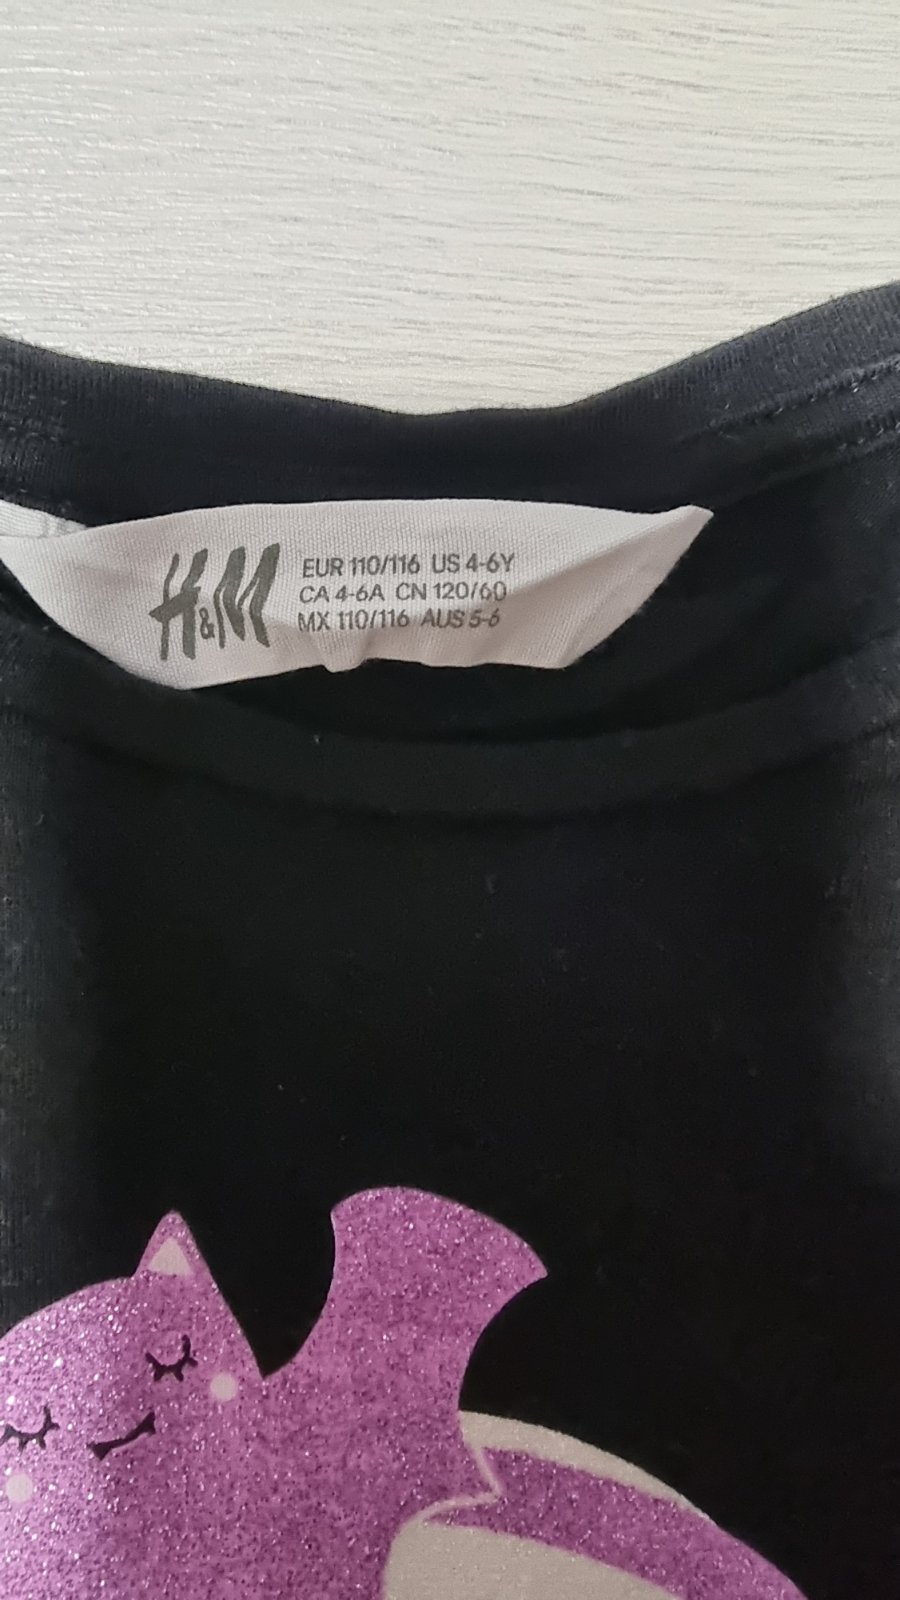 H&M
EUR 110/116 US 4-6Y
CA 4-6A CN 120/60
MX 110/116 AUS 5-6